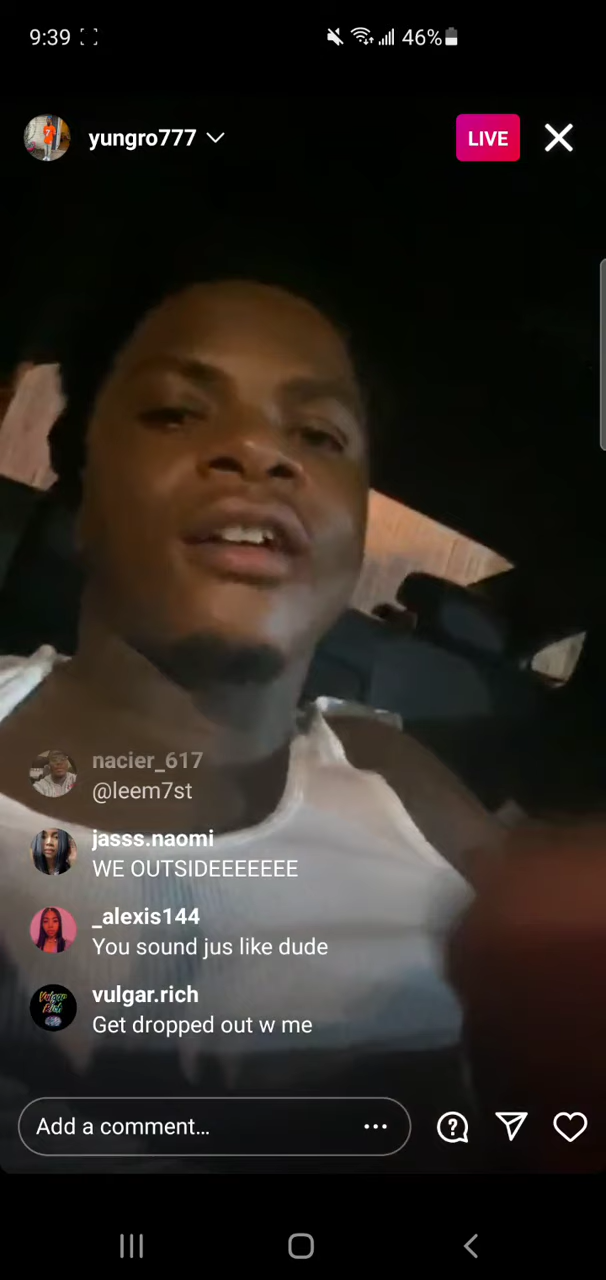 9:39
46%
yungro777
LIVE
nacier_617
@leem7st
jasss.naomi
WE OUTSIDEEEEEEE
_alexis144
You sound jus like dude
vulgar.rich
Get dropped out w me
Add a comment...